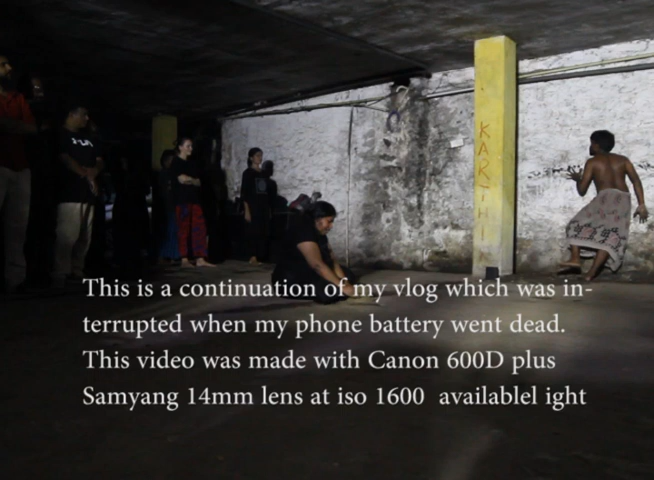 KARTHI
This is a continuation of my vlog which was in-
terrupted when my phone battery went dead.
This video was made with Canon 600D plus
Samyang 14mm lens at iso 1600 availablel ight